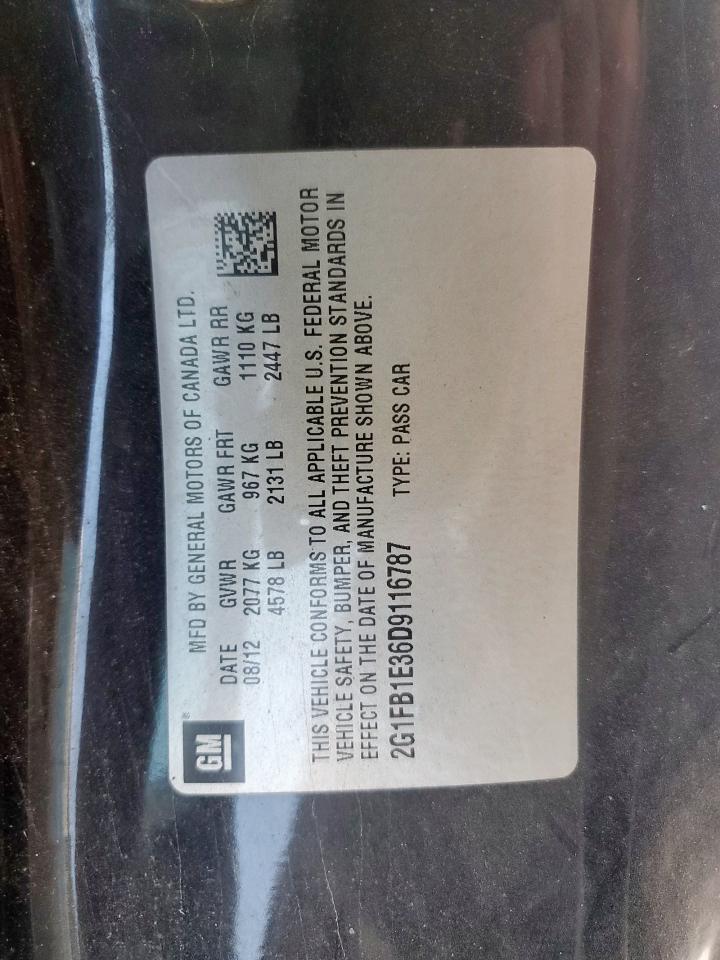 MFD BY GENERAL MOTORS OF CANADA LTD.
DATE GVWR GAWR FRT GAWR RR
08/12 2077 KG 967 KG 1110 KG
4578 LB 2131 LB 2447 LB
GM®
THIS VEHICLE CONFORMS TO ALL APPLICABLE U.S. FEDERAL MOTOR
VEHICLE SAFETY, BUMPER, AND THEFT PREVENTION STANDARDS IN
EFFECT ON THE DATE OF MANUFACTURE SHOWN ABOVE.
2G1FB1E36D9116787 TYPE: PASS CAR